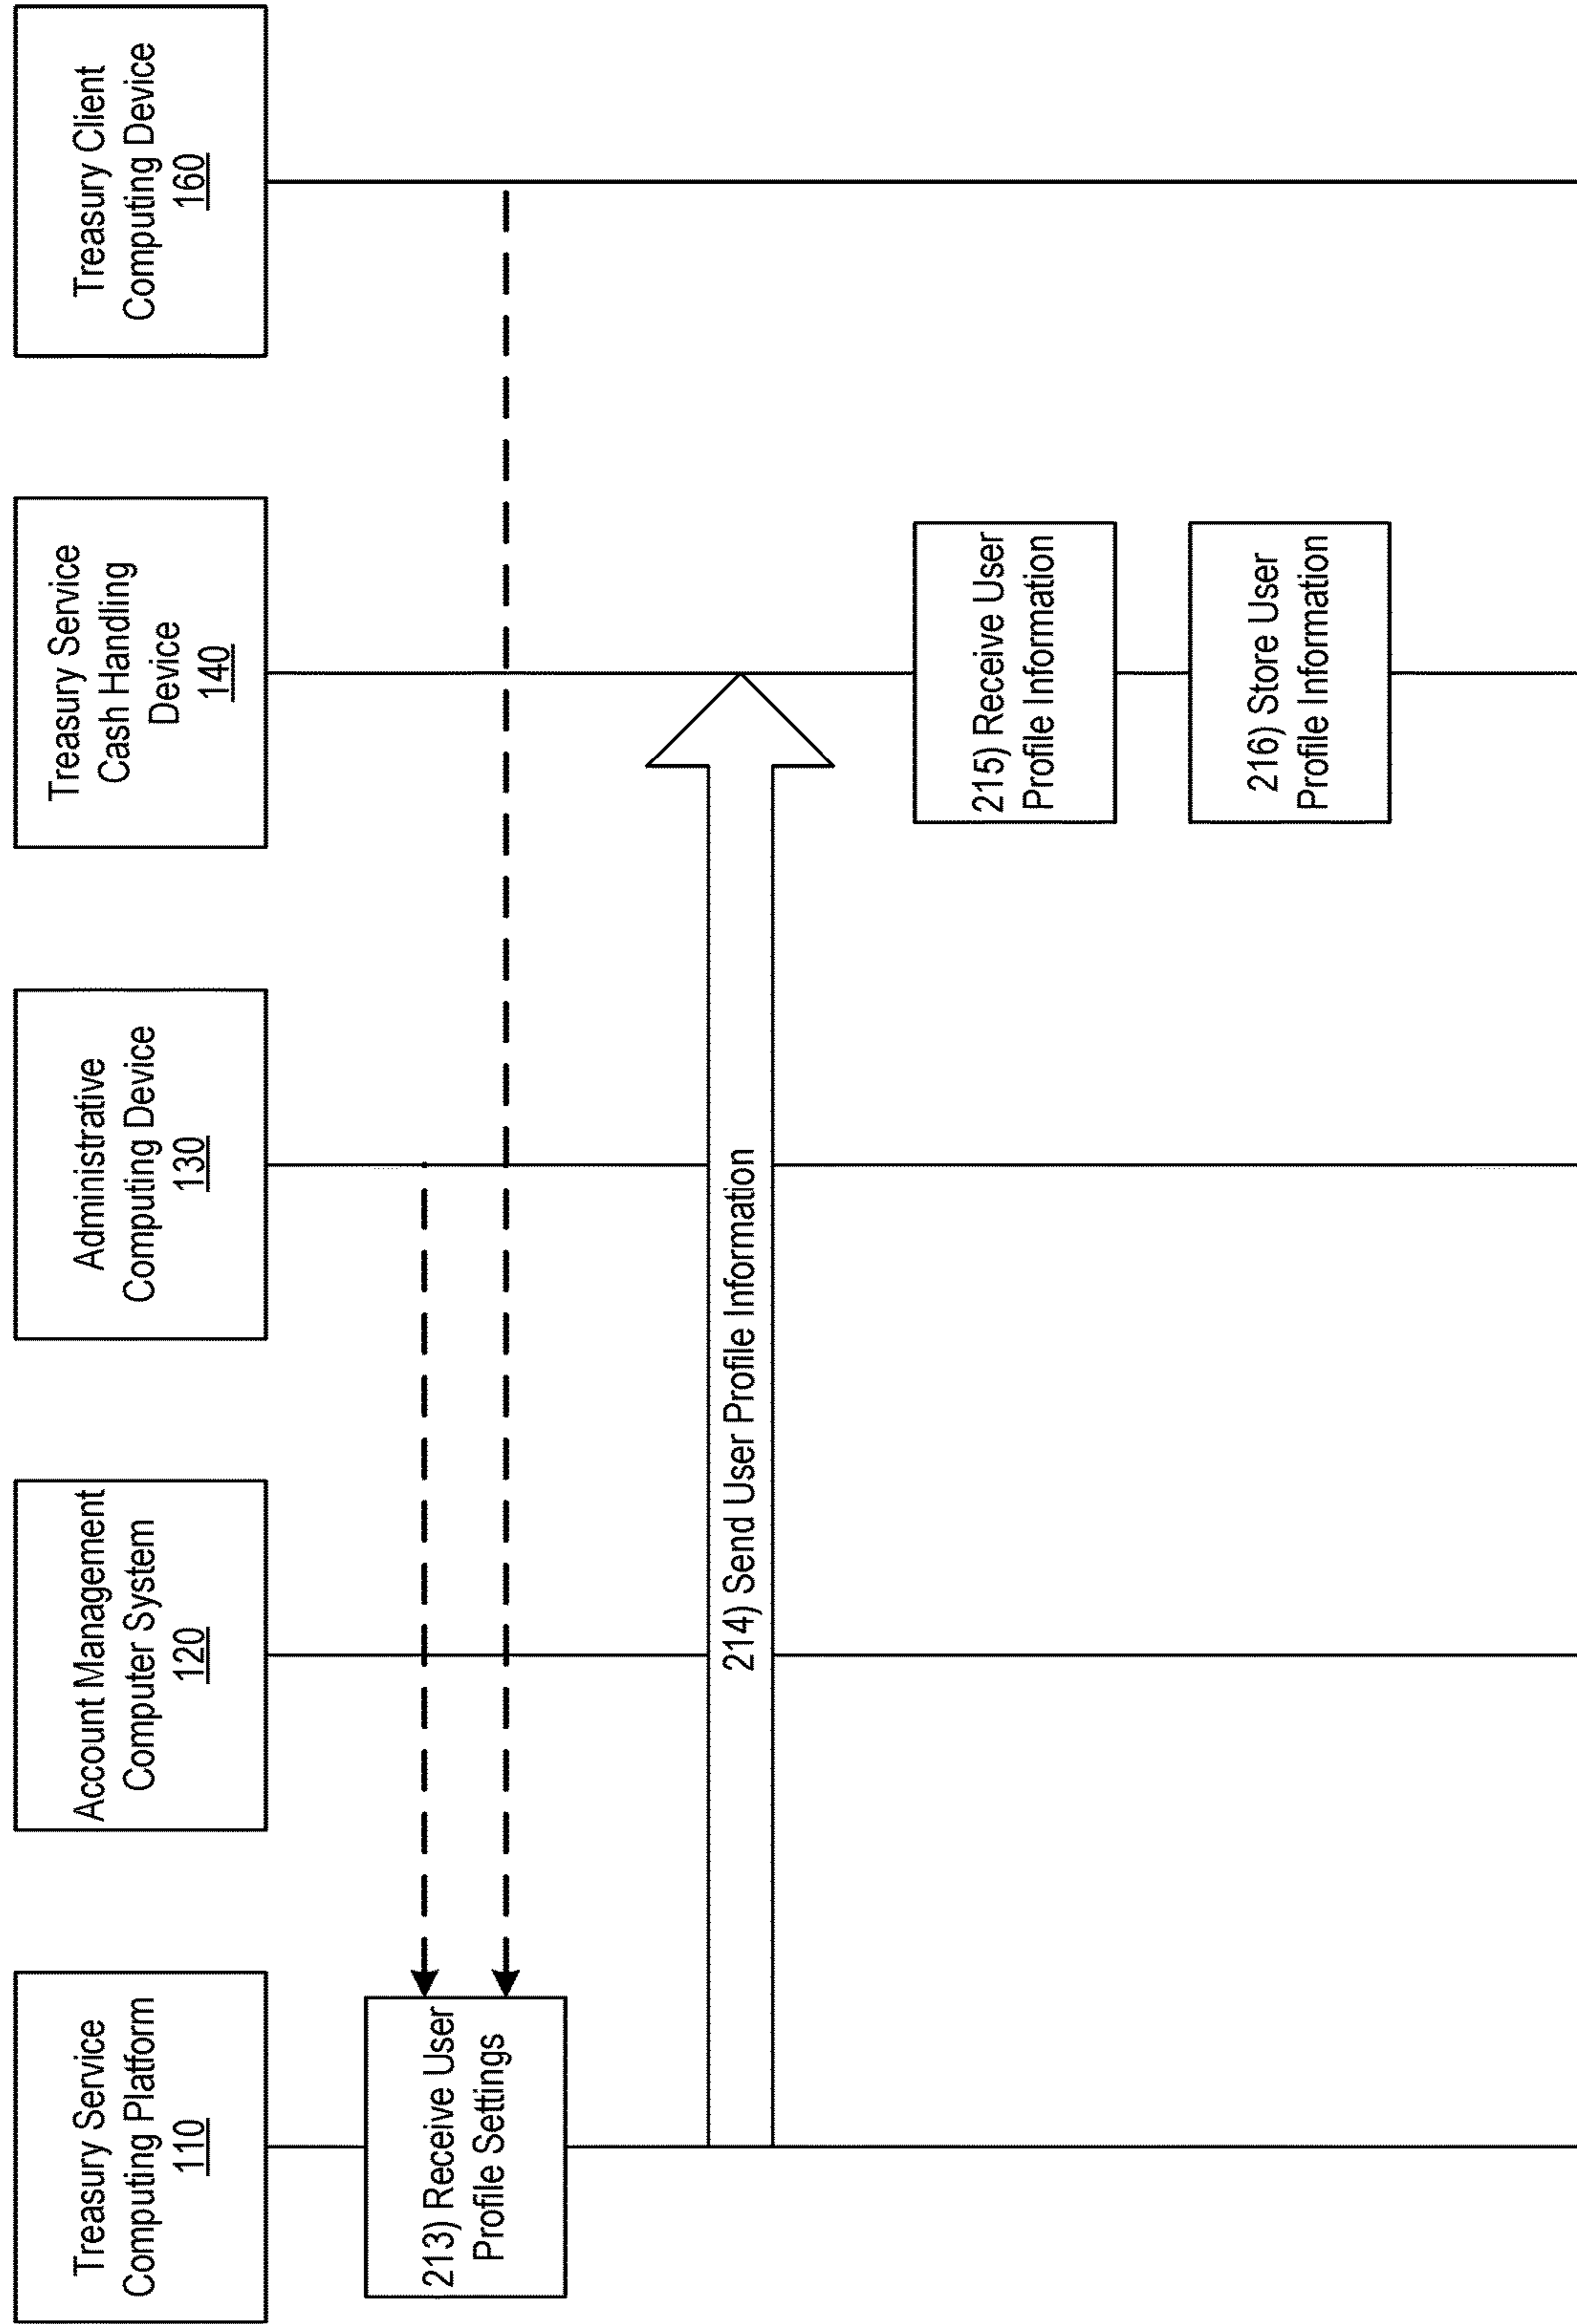 Treasury Service
Computing Platform
110
Account Management
Computer System
120
Administrative
Computing Device
130
Treasury Service
Cash Handling
Device
140
Treasury Client
Computing Device
160
213) Receive User
Profile Settings
214) Send User Profile Information
215) Receive User
Profile Information
216) Store User
Profile Information